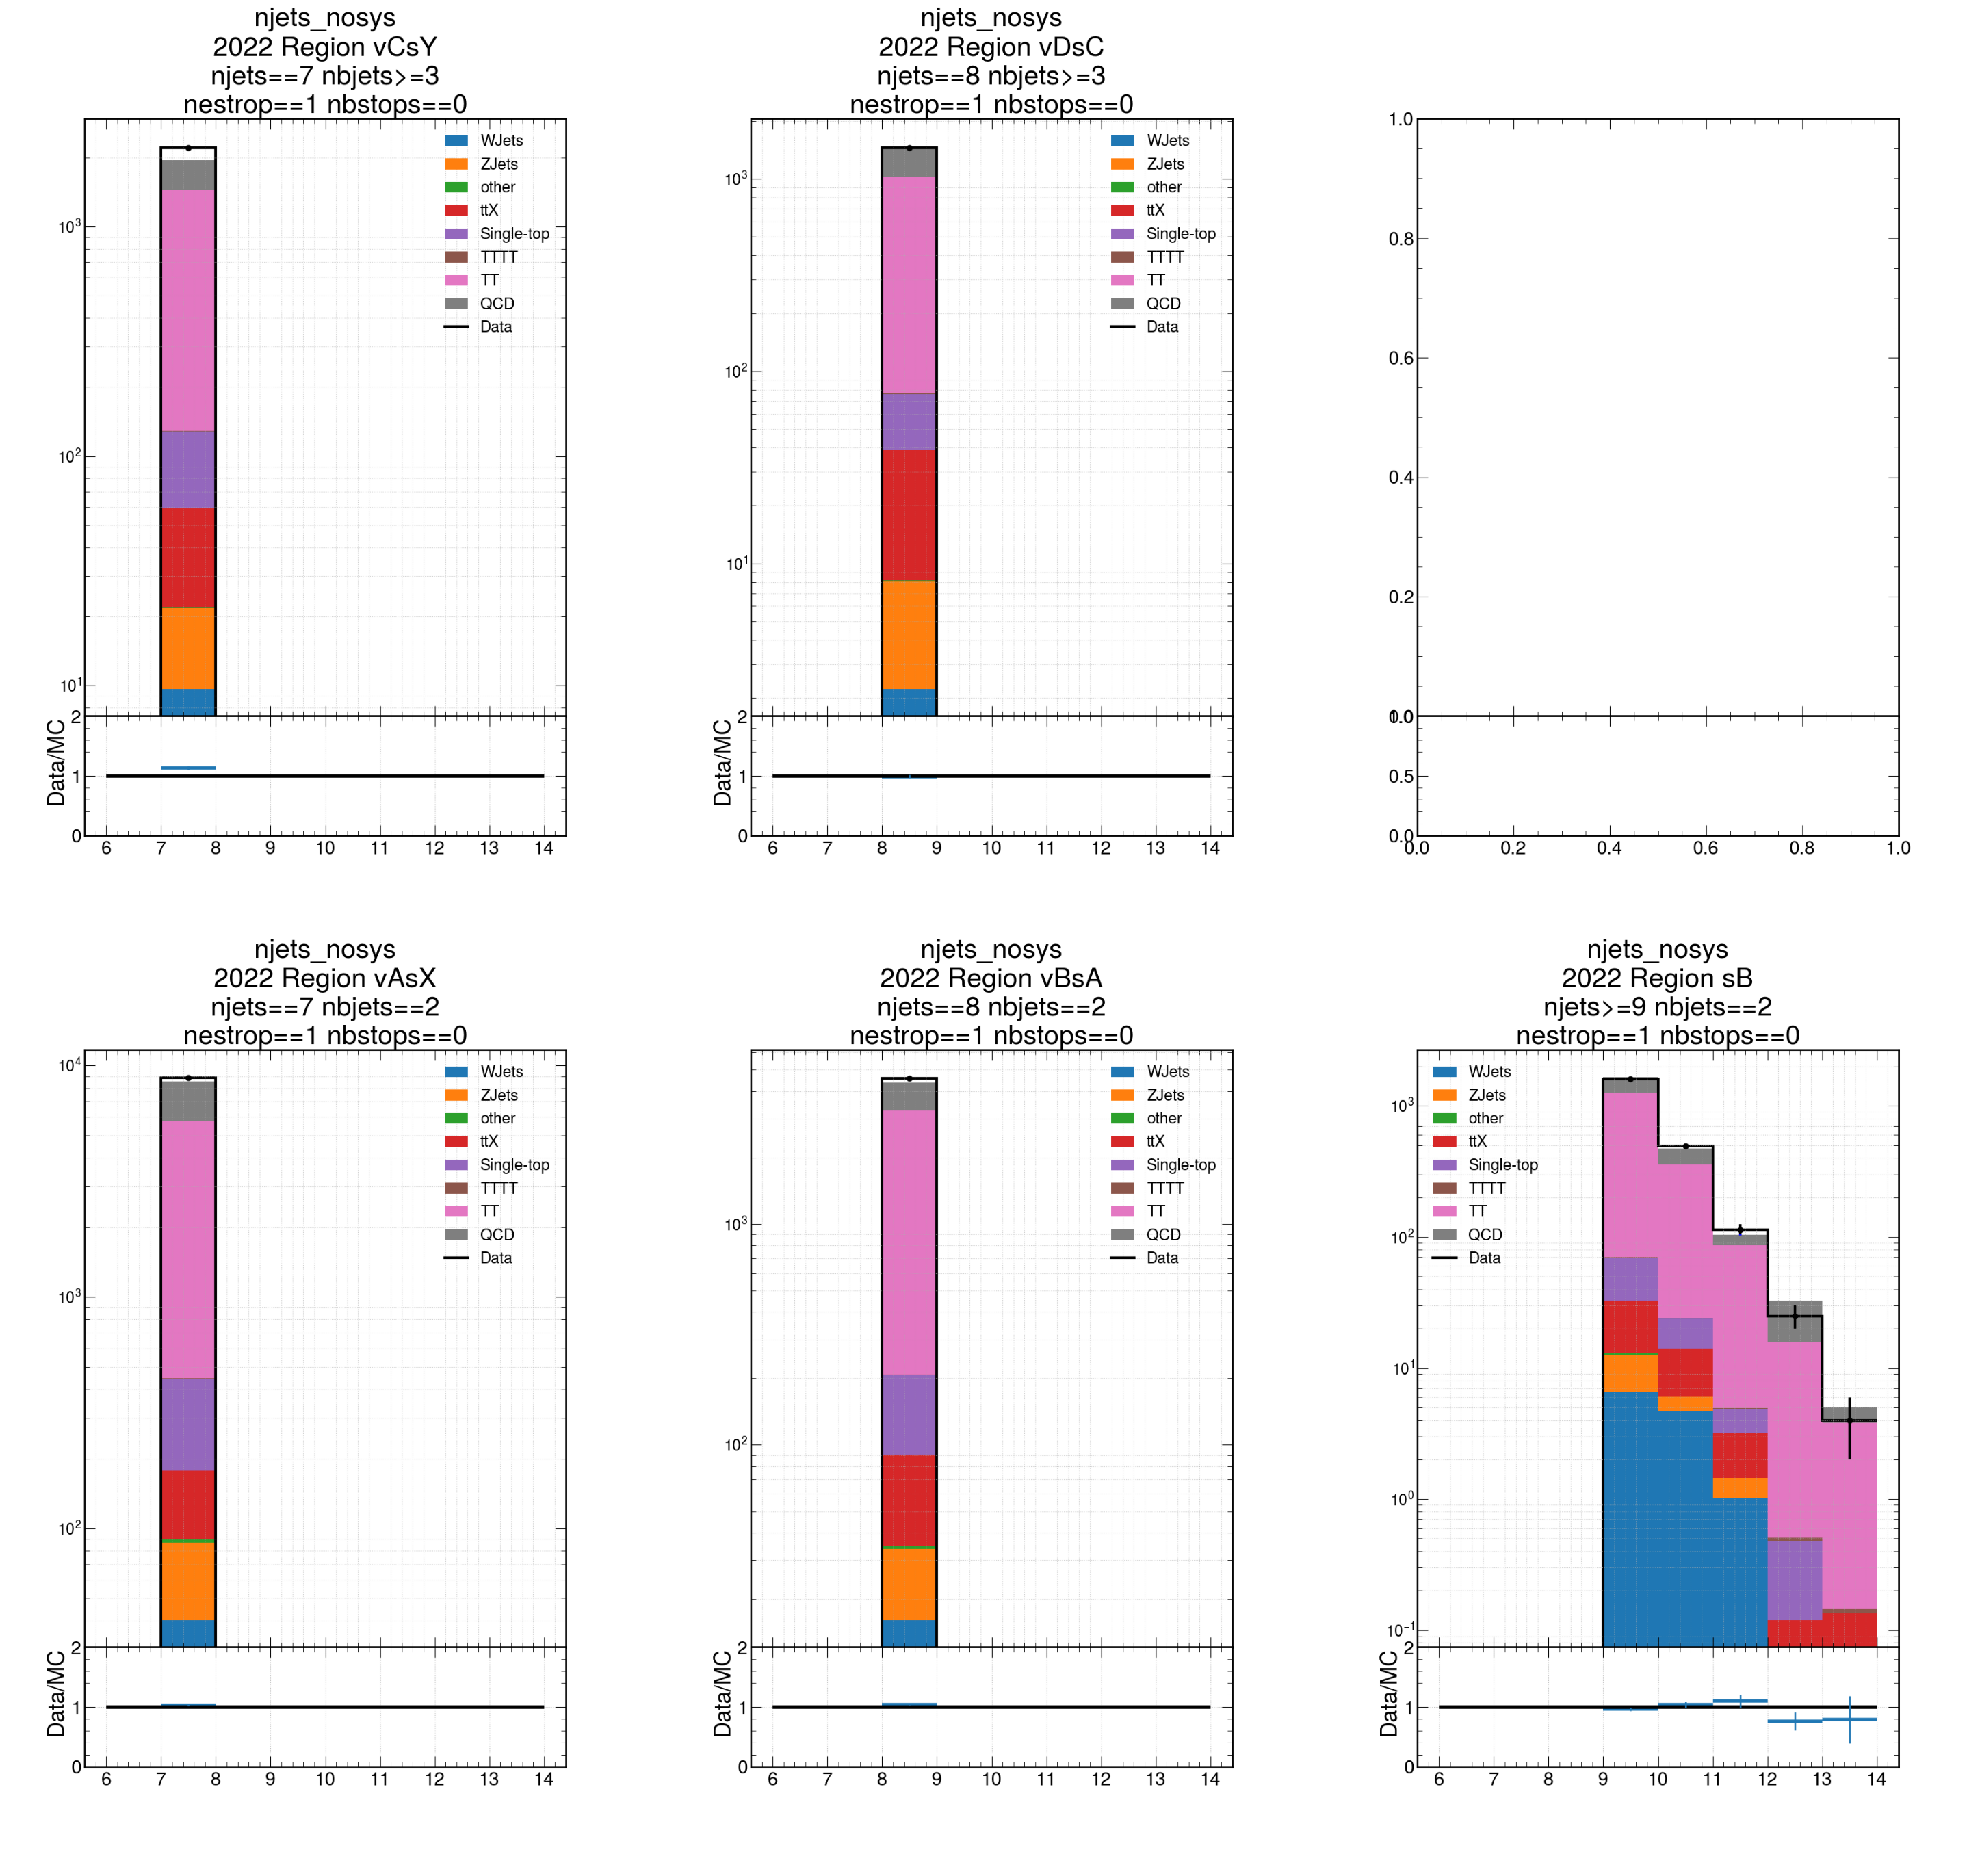 njets_nosys
2022 Region vCsY
njets==7 nbjets>=3
nestrop==1 nbstops==0
10³
10²
10¹
WJets
ZJets
other
ttX
Single-top
TTTT
TT
QCD
Data
Data/MC
2
1
0
6 7 8 9 10 11 12 13 14
njets_nosys
2022 Region vDsC
njets==8 nbjets>=3
nestrop==1 nbstops==0
10³
10²
10¹
WJets
ZJets
other
ttX
Single-top
TTTT
TT
QCD
Data
Data/MC
2
1
0
6 7 8 9 10 11 12 13 14
1.0
0.8
0.6
0.4
0.2
0.0
1.0
0.5
0.0
0.0 0.2 0.4 0.6 0.8 1.0
njets_nosys
2022 Region vAsX
njets==7 nbjets==2
nestrop==1 nbstops==0
10⁴
10³
10²
WJets
ZJets
other
ttX
Single-top
TTTT
TT
QCD
Data
Data/MC
2
1
0
6 7 8 9 10 11 12 13 14
njets_nosys
2022 Region vBsA
njets==8 nbjets==2
nestrop==1 nbstops==0
10³
10²
WJets
ZJets
other
ttX
Single-top
TTTT
TT
QCD
Data
Data/MC
2
1
0
6 7 8 9 10 11 12 13 14
njets_nosys
2022 Region sB
njets>=9 nbjets==2
nestrop==1 nbstops==0
10³
10²
10¹
10⁰
10⁻¹
WJets
ZJets
other
ttX
Single-top
TTTT
TT
QCD
Data
Data/MC
2
1
0
6 7 8 9 10 11 12 13 14